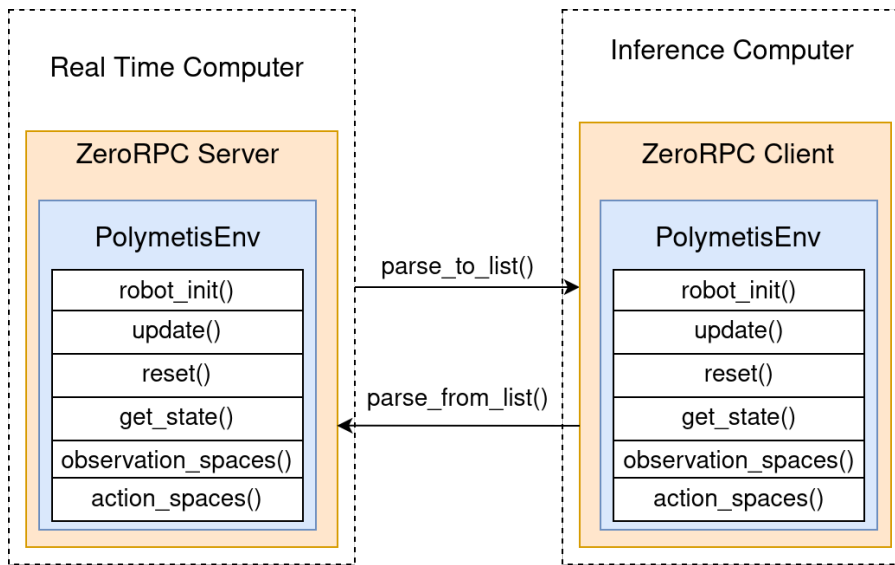 Real Time Computer
ZeroRPC Server
PolymetisEnv
robot_init()
update()
reset()
get_state()
observation_spaces()
action_spaces()
parse_to_list()
parse_from_list()
Inference Computer
ZeroRPC Client
PolymetisEnv
robot_init()
update()
reset()
get_state()
observation_spaces()
action_spaces()